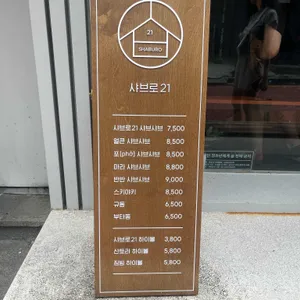 21
SHABURO
샤브로21
샤브로21 샤브샤브 7,500
얼큰 샤브샤브 8,500
포(phở) 샤브샤브 8,500
마라 샤브샤브 8,800
반반 샤브샤브 9,000
스키야키 8,500
규동 6,500
부타동 6,500
샤브로21 하이볼 3,800
산토리 하이볼 5,800
짐빔 하이볼 5,800